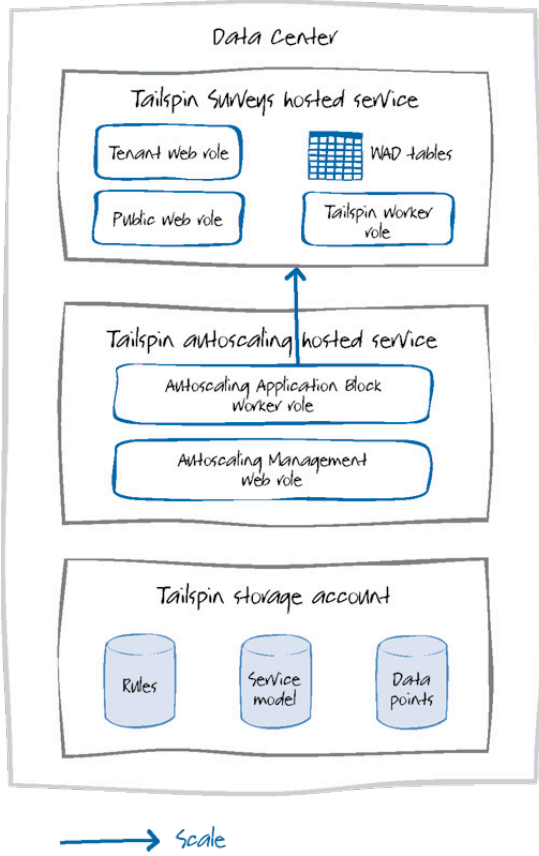 Data Center
Tailspin Surveys hosted service
Tenant Web role
WAD tables
Public Web role
Tailspin Worker
role
Tailspin autoscaling hosted service
Autoscaling Application Block
Worker role
Autoscaling Management
Web role
Tailspin storage account
Rules
Service
model
Data
points
Scale